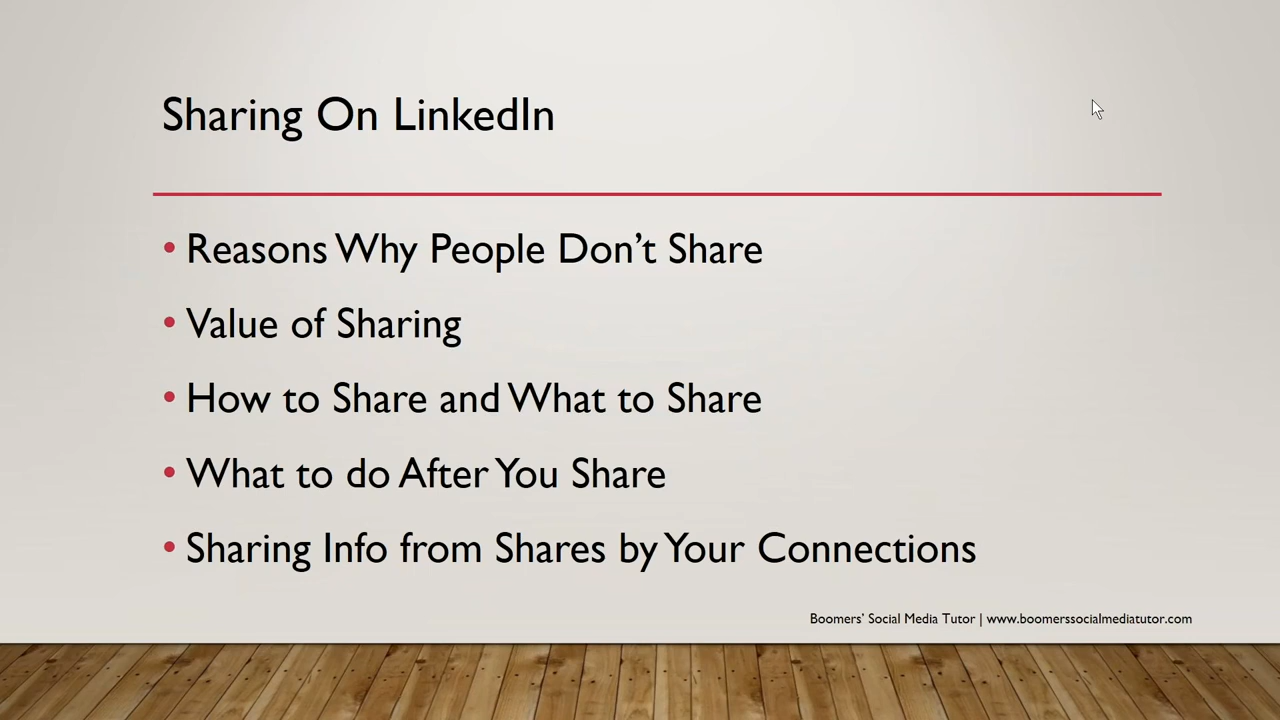 Sharing On LinkedIn
• Reasons Why People Don’t Share
• Value of Sharing
• How to Share and What to Share
• What to do After You Share
• Sharing Info from Shares by Your Connections
Boomers’ Social Media Tutor | www.boomerssocialmediatutor.com